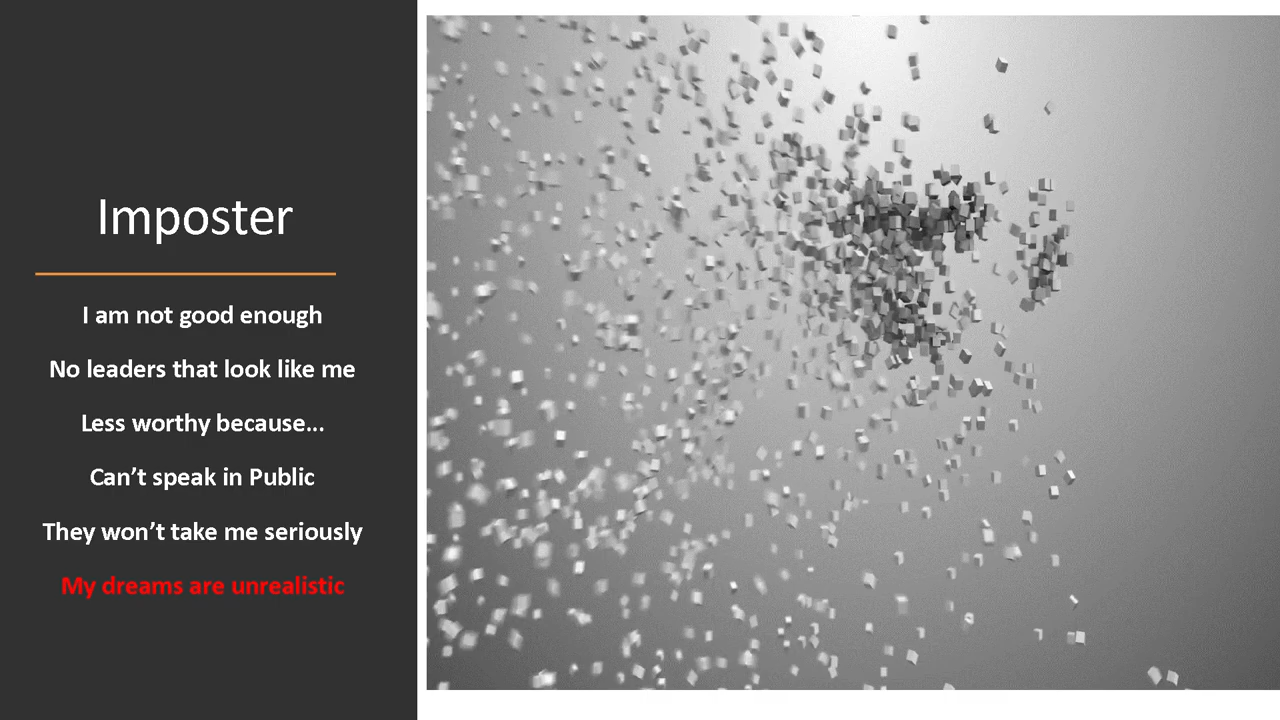 Imposter
I am not good enough
No leaders that look like me
Less worthy because...
Can’t speak in Public
They won’t take me seriously
My dreams are unrealistic